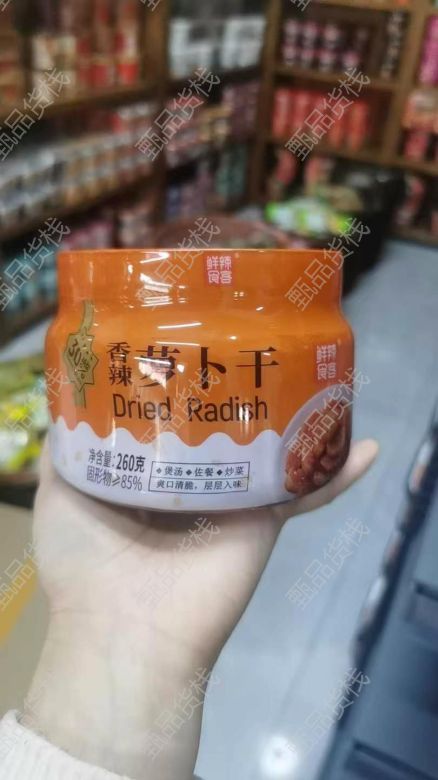 鲜辣
食客
香辣
萝卜干
Dried Radish
鲜辣
食客
净含量:260克
固形物≥85%
◆煲汤 ◆佐餐 ◆炒菜
爽口清脆,层层入味
甄品货栈